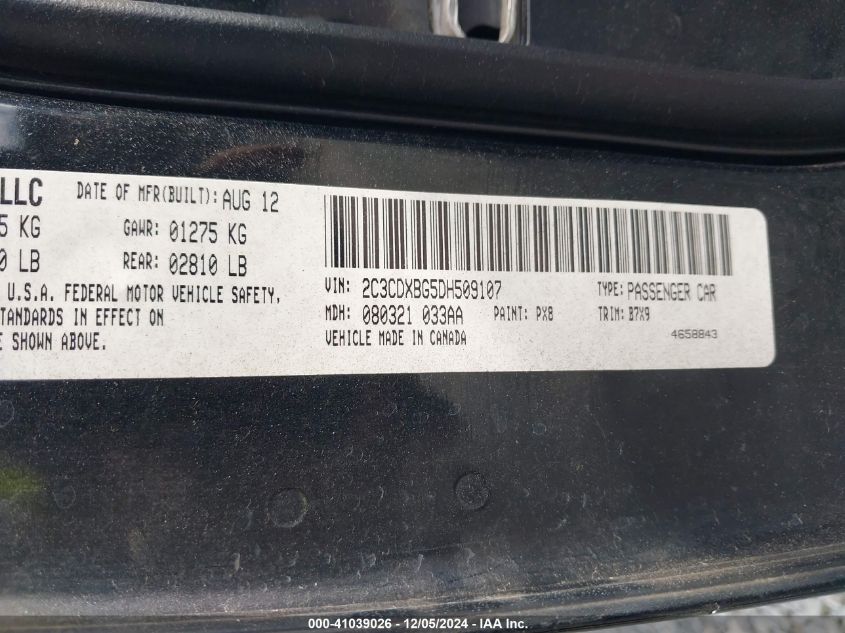 LLC DATE OF MFR(BUILT): AUG 12
5 KG GAWR: 01275 KG
0 LB REAR: 02810 LB
U.S.A. FEDERAL MOTOR VEHICLE SAFETY,
STANDARDS IN EFFECT ON
SHOWN ABOVE.
VIN: 2C3CDXBG5DH509107 TYPE: PASSENGER CAR
MDH: 080321 033AA PAINT: PX8 TRIM: B7X9
VEHICLE MADE IN CANADA 4658843
000-41039026 - 12/05/2024 - IAA Inc.